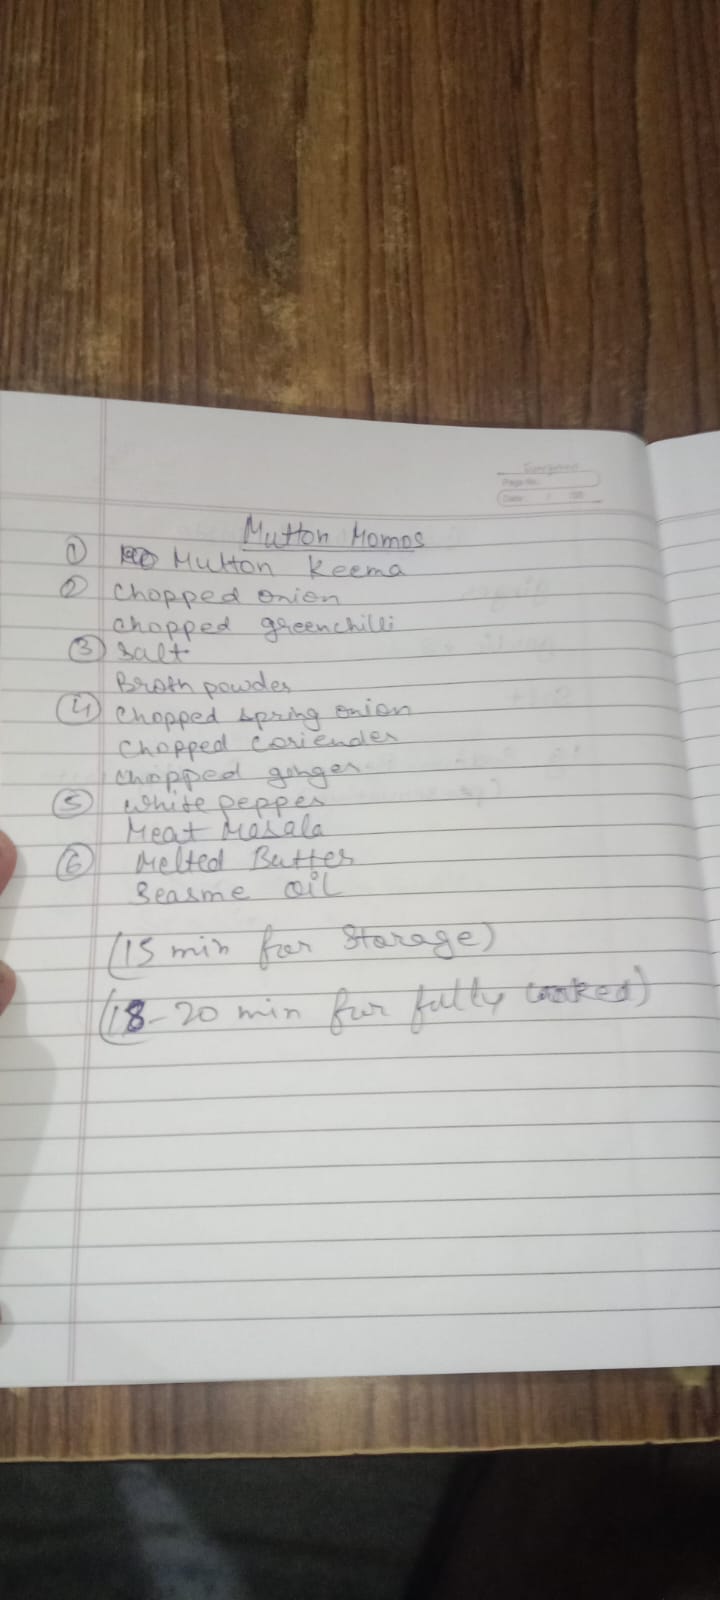 Evergreen
Page No.
Date / /20
Mutton Momos
① Mutton Keema
② Chopped onion
chopped greenchilli
③ Salt
Broth powder
④ Chopped spring onion
Chopped Coriender
chopped ginger
⑤ White pepper
Meat Masala
⑥ Melted Butter
Seasme oil
(15 min for Storage)
(18-20 min for fully cooked)